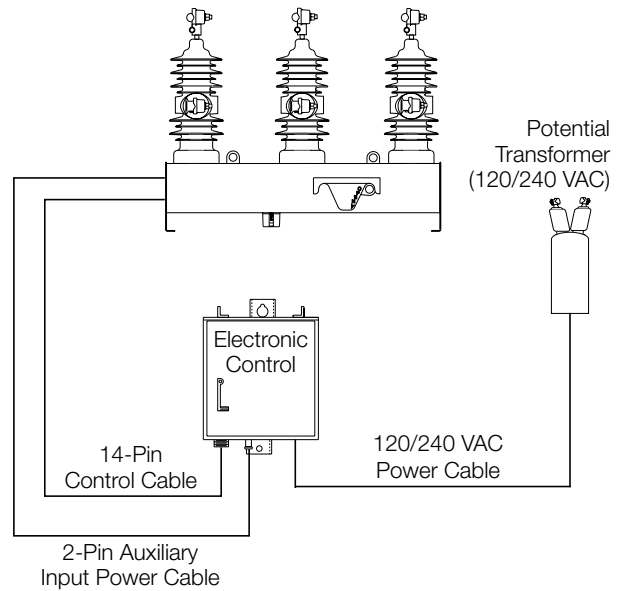 Potential
Transformer
(120/240 VAC)
Electronic
Control
14-Pin
Control Cable
120/240 VAC
Power Cable
2-Pin Auxiliary
Input Power Cable